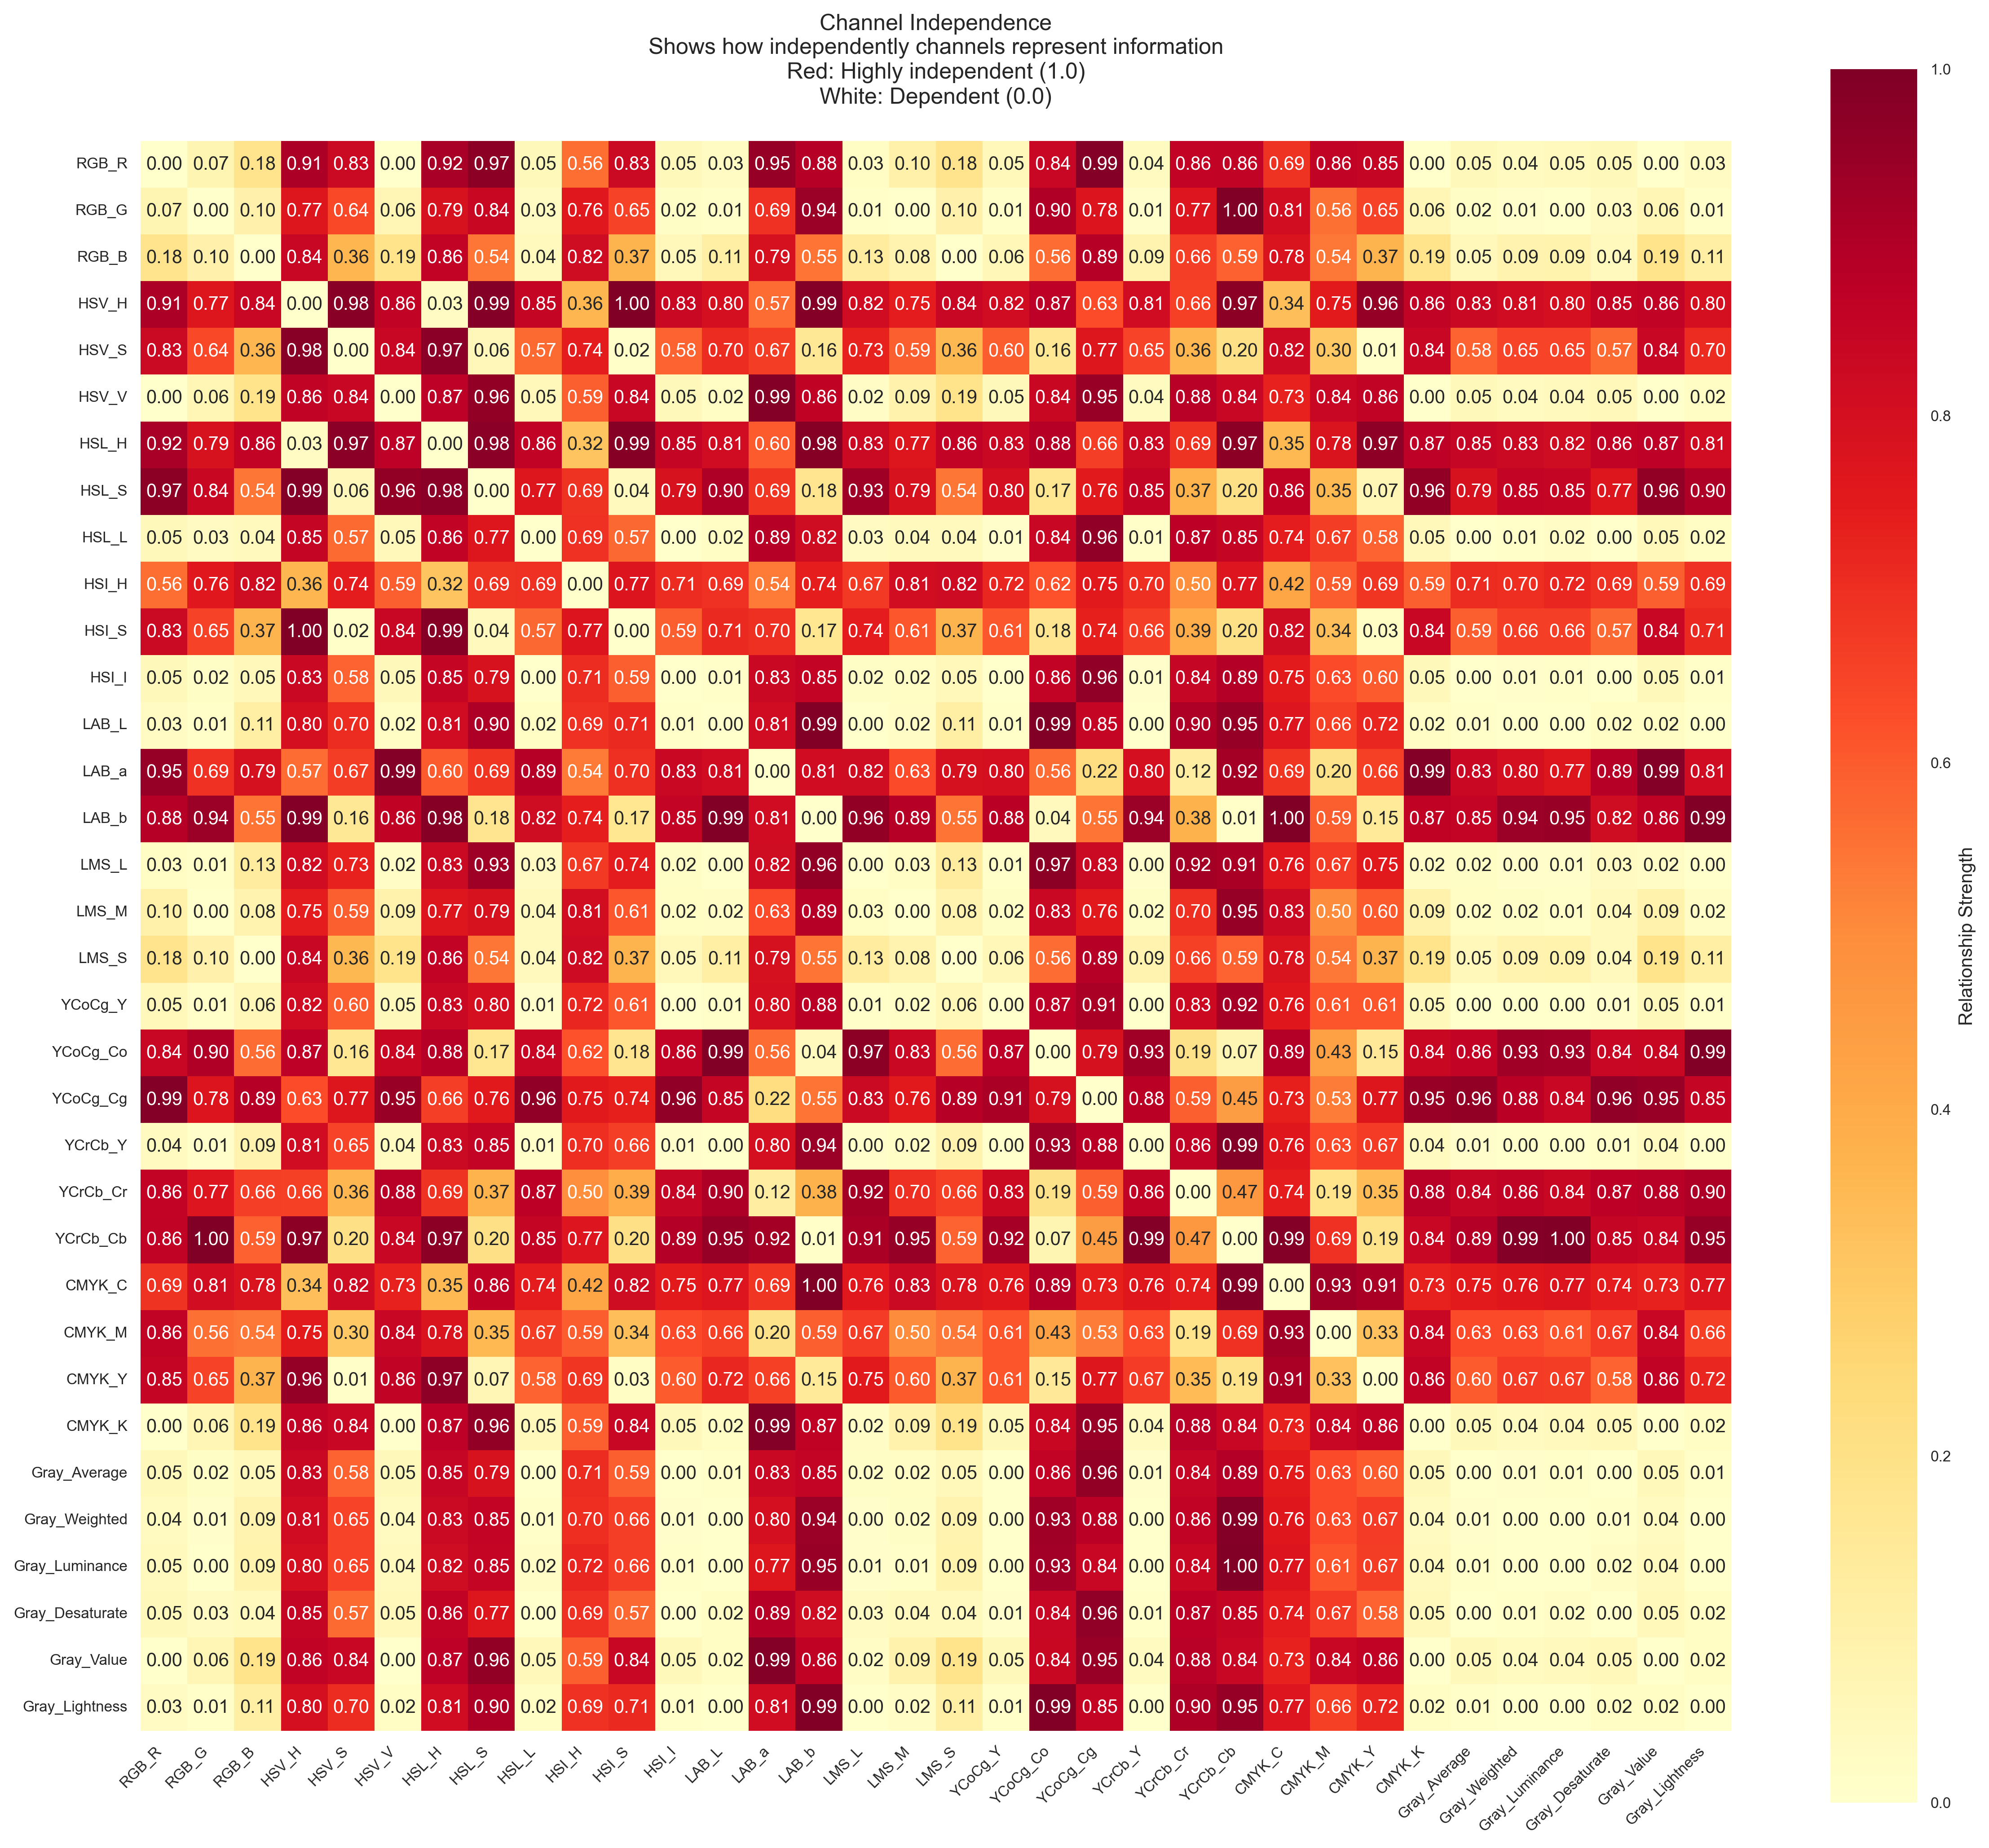 Channel Independence
Shows how independently channels represent information
Red: Highly independent (1.0)
White: Dependent (0.0)
RGB_R 0.00 0.07 0.18 0.91 0.83 0.00 0.92 0.97 0.05 0.56 0.83 0.05 0.03 0.95 0.88 0.03 0.10 0.18 0.05 0.84 0.99 0.04 0.86 0.86 0.69 0.86 0.85 0.00 0.05 0.04 0.05 0.05 0.00 0.03
RGB_G 0.07 0.00 0.10 0.77 0.64 0.06 0.79 0.84 0.03 0.76 0.65 0.02 0.01 0.69 0.94 0.01 0.00 0.10 0.01 0.90 0.78 0.01 0.77 1.00 0.81 0.56 0.65 0.06 0.02 0.01 0.00 0.03 0.06 0.01
RGB_B 0.18 0.10 0.00 0.84 0.36 0.19 0.86 0.54 0.04 0.82 0.37 0.05 0.11 0.79 0.55 0.13 0.08 0.00 0.06 0.56 0.89 0.09 0.66 0.59 0.78 0.54 0.37 0.19 0.05 0.09 0.09 0.04 0.19 0.11
HSV_H 0.91 0.77 0.84 0.00 0.98 0.86 0.03 0.99 0.85 0.36 1.00 0.83 0.80 0.57 0.99 0.82 0.75 0.84 0.82 0.87 0.63 0.81 0.66 0.97 0.34 0.75 0.96 0.86 0.83 0.81 0.80 0.85 0.86 0.80
HSV_S 0.83 0.64 0.36 0.98 0.00 0.84 0.97 0.06 0.57 0.74 0.02 0.58 0.70 0.67 0.16 0.73 0.59 0.36 0.60 0.16 0.77 0.65 0.36 0.20 0.82 0.30 0.01 0.84 0.58 0.65 0.65 0.57 0.84 0.70
HSV_V 0.00 0.06 0.19 0.86 0.84 0.00 0.87 0.96 0.05 0.59 0.84 0.05 0.02 0.99 0.86 0.02 0.09 0.19 0.05 0.84 0.95 0.04 0.88 0.84 0.73 0.84 0.86 0.00 0.05 0.04 0.04 0.05 0.00 0.02
HSL_H 0.92 0.79 0.86 0.03 0.97 0.87 0.00 0.98 0.86 0.32 0.99 0.85 0.81 0.60 0.98 0.83 0.77 0.86 0.83 0.88 0.66 0.83 0.69 0.97 0.35 0.78 0.97 0.87 0.85 0.83 0.82 0.86 0.87 0.81
HSL_S 0.97 0.84 0.54 0.99 0.06 0.96 0.98 0.00 0.77 0.69 0.04 0.79 0.90 0.69 0.18 0.93 0.79 0.54 0.80 0.17 0.76 0.85 0.37 0.20 0.86 0.35 0.07 0.96 0.79 0.85 0.85 0.77 0.96 0.90
HSL_L 0.05 0.03 0.04 0.85 0.57 0.05 0.86 0.77 0.00 0.69 0.57 0.00 0.02 0.89 0.82 0.03 0.04 0.04 0.01 0.84 0.96 0.01 0.87 0.85 0.74 0.67 0.58 0.05 0.00 0.01 0.02 0.00 0.05 0.02
HSI_H 0.56 0.76 0.82 0.36 0.74 0.59 0.32 0.69 0.69 0.00 0.77 0.71 0.69 0.54 0.74 0.67 0.81 0.82 0.72 0.62 0.75 0.70 0.50 0.77 0.42 0.59 0.69 0.59 0.71 0.70 0.72 0.69 0.59 0.69
HSI_S 0.83 0.65 0.37 1.00 0.02 0.84 0.99 0.04 0.57 0.77 0.00 0.59 0.71 0.70 0.17 0.74 0.61 0.37 0.61 0.18 0.74 0.66 0.39 0.20 0.82 0.34 0.03 0.84 0.59 0.66 0.66 0.57 0.84 0.71
HSI_I 0.05 0.02 0.05 0.83 0.58 0.05 0.85 0.79 0.00 0.71 0.59 0.00 0.01 0.83 0.85 0.02 0.02 0.05 0.00 0.86 0.96 0.01 0.84 0.89 0.75 0.63 0.60 0.05 0.00 0.01 0.01 0.00 0.05 0.01
LAB_L 0.03 0.01 0.11 0.80 0.70 0.02 0.81 0.90 0.02 0.69 0.71 0.01 0.00 0.81 0.99 0.00 0.02 0.11 0.01 0.99 0.85 0.00 0.90 0.95 0.77 0.66 0.72 0.02 0.01 0.00 0.00 0.02 0.02 0.00
LAB_a 0.95 0.69 0.79 0.57 0.67 0.99 0.60 0.69 0.89 0.54 0.70 0.83 0.81 0.00 0.81 0.82 0.63 0.79 0.80 0.56 0.22 0.80 0.12 0.92 0.69 0.20 0.66 0.99 0.83 0.80 0.77 0.89 0.99 0.81
LAB_b 0.88 0.94 0.55 0.99 0.16 0.86 0.98 0.18 0.82 0.74 0.17 0.85 0.99 0.81 0.00 0.96 0.89 0.55 0.88 0.04 0.55 0.94 0.38 0.01 1.00 0.59 0.15 0.87 0.85 0.94 0.95 0.82 0.86 0.99
LMS_L 0.03 0.01 0.13 0.82 0.73 0.02 0.83 0.93 0.03 0.67 0.74 0.02 0.00 0.82 0.96 0.00 0.03 0.13 0.01 0.97 0.83 0.00 0.92 0.91 0.76 0.67 0.75 0.02 0.02 0.00 0.01 0.03 0.02 0.00
LMS_M 0.10 0.00 0.08 0.75 0.59 0.09 0.77 0.79 0.04 0.81 0.61 0.02 0.02 0.63 0.89 0.03 0.00 0.08 0.02 0.83 0.76 0.02 0.70 0.95 0.83 0.50 0.60 0.09 0.02 0.02 0.01 0.04 0.09 0.02
LMS_S 0.18 0.10 0.00 0.84 0.36 0.19 0.86 0.54 0.04 0.82 0.37 0.05 0.11 0.79 0.55 0.13 0.08 0.00 0.06 0.56 0.89 0.09 0.66 0.59 0.78 0.54 0.37 0.19 0.05 0.09 0.09 0.04 0.19 0.11
YCoCg_Y 0.05 0.01 0.06 0.82 0.60 0.05 0.83 0.80 0.01 0.72 0.61 0.00 0.01 0.80 0.88 0.01 0.02 0.06 0.00 0.87 0.91 0.00 0.83 0.92 0.76 0.61 0.61 0.05 0.00 0.00 0.00 0.01 0.05 0.01
YCoCg_Co 0.84 0.90 0.56 0.87 0.16 0.84 0.88 0.17 0.84 0.62 0.18 0.86 0.99 0.56 0.04 0.97 0.83 0.56 0.87 0.00 0.79 0.93 0.19 0.07 0.89 0.43 0.15 0.84 0.86 0.93 0.93 0.84 0.84 0.99
YCoCg_Cg 0.99 0.78 0.89 0.63 0.77 0.95 0.66 0.76 0.96 0.75 0.74 0.96 0.85 0.22 0.55 0.83 0.76 0.89 0.91 0.79 0.00 0.88 0.59 0.45 0.73 0.53 0.77 0.95 0.96 0.88 0.84 0.96 0.95 0.85
YCrCb_Y 0.04 0.01 0.09 0.81 0.65 0.04 0.83 0.85 0.01 0.70 0.66 0.01 0.00 0.80 0.94 0.00 0.02 0.09 0.00 0.93 0.88 0.00 0.86 0.99 0.76 0.63 0.67 0.04 0.01 0.00 0.00 0.01 0.04 0.00
YCrCb_Cr 0.86 0.77 0.66 0.66 0.36 0.88 0.69 0.37 0.87 0.50 0.39 0.84 0.90 0.12 0.38 0.92 0.70 0.66 0.83 0.19 0.59 0.86 0.00 0.47 0.74 0.19 0.35 0.88 0.84 0.86 0.84 0.87 0.88 0.90
YCrCb_Cb 0.86 1.00 0.59 0.97 0.20 0.84 0.97 0.20 0.85 0.77 0.20 0.89 0.95 0.92 0.01 0.91 0.95 0.59 0.92 0.07 0.45 0.99 0.47 0.00 0.99 0.69 0.19 0.84 0.89 0.99 1.00 0.85 0.84 0.95
CMYK_C 0.69 0.81 0.78 0.34 0.82 0.73 0.35 0.86 0.74 0.42 0.82 0.75 0.77 0.69 1.00 0.76 0.83 0.78 0.76 0.89 0.73 0.76 0.74 0.99 0.00 0.93 0.91 0.73 0.75 0.76 0.77 0.74 0.73 0.77
CMYK_M 0.86 0.56 0.54 0.75 0.30 0.84 0.78 0.35 0.67 0.59 0.34 0.63 0.66 0.20 0.59 0.67 0.50 0.54 0.61 0.43 0.53 0.63 0.19 0.69 0.93 0.00 0.33 0.84 0.63 0.63 0.61 0.67 0.84 0.66
CMYK_Y 0.85 0.65 0.37 0.96 0.01 0.86 0.97 0.07 0.58 0.69 0.03 0.60 0.72 0.66 0.15 0.75 0.60 0.37 0.61 0.15 0.77 0.67 0.35 0.19 0.91 0.33 0.00 0.86 0.60 0.67 0.67 0.58 0.86 0.72
CMYK_K 0.00 0.06 0.19 0.86 0.84 0.00 0.87 0.96 0.05 0.59 0.84 0.05 0.02 0.99 0.87 0.02 0.09 0.19 0.05 0.84 0.95 0.04 0.88 0.84 0.73 0.84 0.86 0.00 0.05 0.04 0.04 0.05 0.00 0.02
Gray_Average 0.05 0.02 0.05 0.83 0.58 0.05 0.85 0.79 0.00 0.71 0.59 0.00 0.01 0.83 0.85 0.02 0.02 0.05 0.00 0.86 0.96 0.01 0.84 0.89 0.75 0.63 0.60 0.05 0.00 0.01 0.01 0.00 0.05 0.01
Gray_Weighted 0.04 0.01 0.09 0.81 0.65 0.04 0.83 0.85 0.01 0.70 0.66 0.01 0.00 0.80 0.94 0.00 0.02 0.09 0.00 0.93 0.88 0.00 0.86 0.99 0.76 0.63 0.67 0.04 0.01 0.00 0.00 0.01 0.04 0.00
Gray_Luminance 0.05 0.00 0.09 0.80 0.65 0.04 0.82 0.85 0.02 0.72 0.66 0.01 0.00 0.77 0.95 0.01 0.01 0.09 0.00 0.93 0.84 0.00 0.84 1.00 0.77 0.61 0.67 0.04 0.01 0.00 0.00 0.02 0.04 0.00
Gray_Desaturate 0.05 0.03 0.04 0.85 0.57 0.05 0.86 0.77 0.00 0.69 0.57 0.00 0.02 0.89 0.82 0.03 0.04 0.04 0.01 0.84 0.96 0.01 0.87 0.85 0.74 0.67 0.58 0.05 0.00 0.01 0.02 0.00 0.05 0.02
Gray_Value 0.00 0.06 0.19 0.86 0.84 0.00 0.87 0.96 0.05 0.59 0.84 0.05 0.02 0.99 0.86 0.02 0.09 0.19 0.05 0.84 0.95 0.04 0.88 0.84 0.73 0.84 0.86 0.00 0.05 0.04 0.04 0.05 0.00 0.02
Gray_Lightness 0.03 0.01 0.11 0.80 0.70 0.02 0.81 0.90 0.02 0.69 0.71 0.01 0.00 0.81 0.99 0.00 0.02 0.11 0.01 0.99 0.85 0.00 0.90 0.95 0.77 0.66 0.72 0.02 0.01 0.00 0.00 0.02 0.02 0.00
RGB_R RGB_G RGB_B HSV_H HSV_S HSV_V HSL_H HSL_S HSL_L HSI_H HSI_S HSI_I LAB_L LAB_a LAB_b LMS_L LMS_M LMS_S YCoCg_Y YCoCg_Co YCoCg_Cg YCrCb_Y YCrCb_Cr YCrCb_Cb CMYK_C CMYK_M CMYK_Y CMYK_K Gray_Average Gray_Weighted Gray_Luminance Gray_Desaturate Gray_Value Gray_Lightness
1.0
0.8
0.6
0.4
0.2
0.0
Relationship Strength